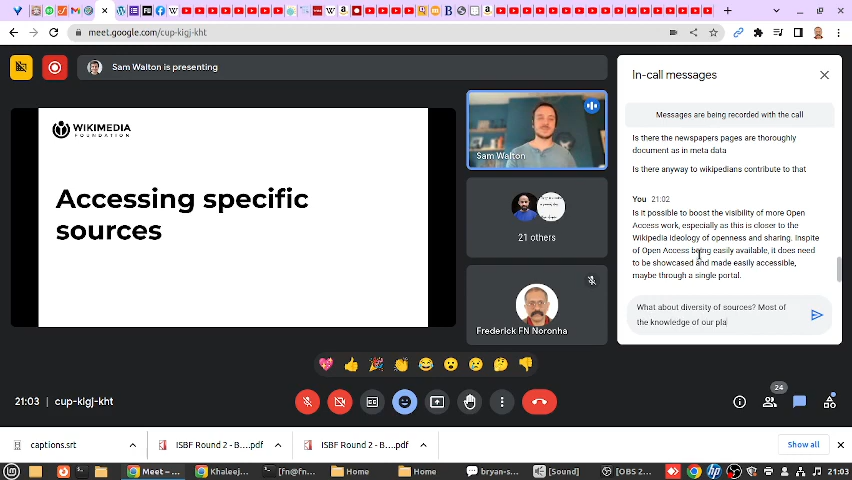 meet.google.com/cup-kigj-kht
Sam Walton is presenting
WIKIMEDIA
FOUNDATION
Accessing specific
sources
Sam Walton
21 others
Frederick FN Noronha
In-call messages
Messages are being recorded with the call
Is there the newspapers pages are thoroughly
document as in meta data
Is there anyway to wikipedians contribute to that
You 21:02
Is it possible to boost the visibility of more Open
Access work, especially as this is closer to the
Wikipedia ideology of openness and sharing. Inspite
of Open Access being easily available, it does need
to be showcased and made easily accessible,
maybe through a single portal.
What about diversity of sources? Most of
the knowledge of our pla
21:03 cup-kigj-kht
24
captions.srt
ISBF Round 2 - B....pdf
ISBF Round 2 - B....pdf
Show all
Meet — ...
Khaleej...
[fn@fn...
Home
Home
bryan-s...
[Sound]
[OBS 2...
21:03